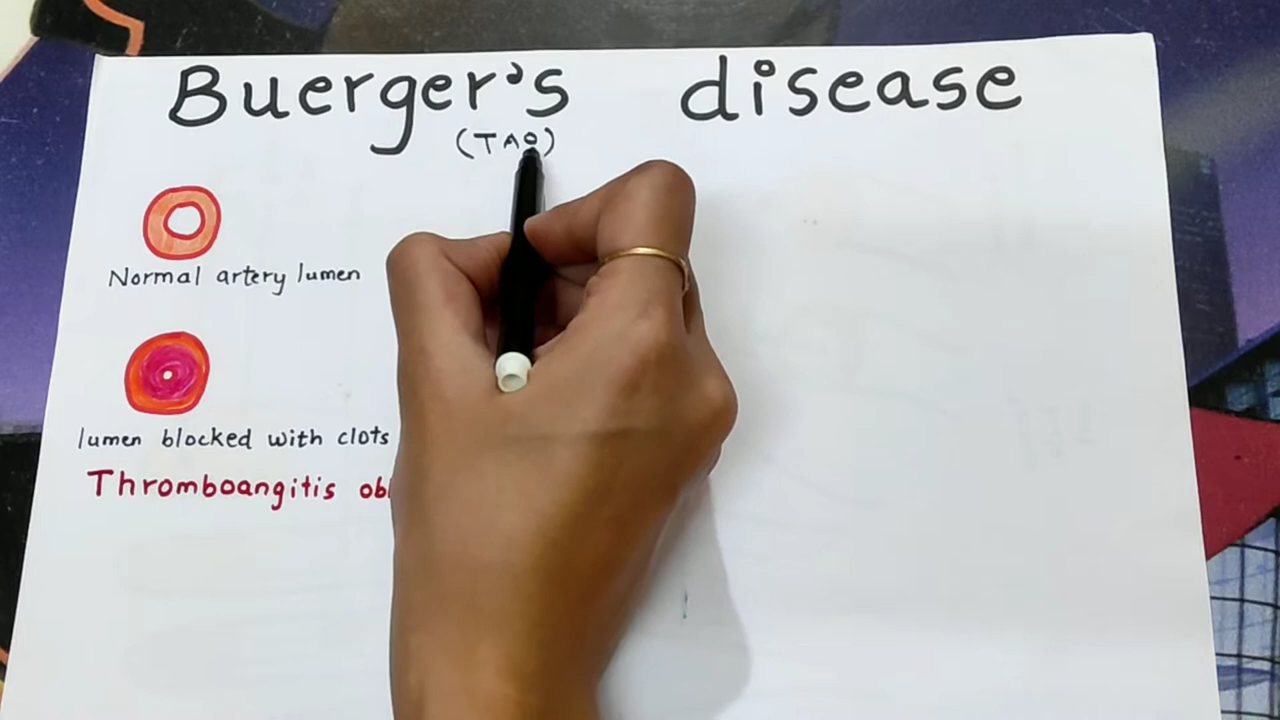 Buerger's disease
(TAO)
Normal artery lumen
lumen blocked with clots
Thromboangitis